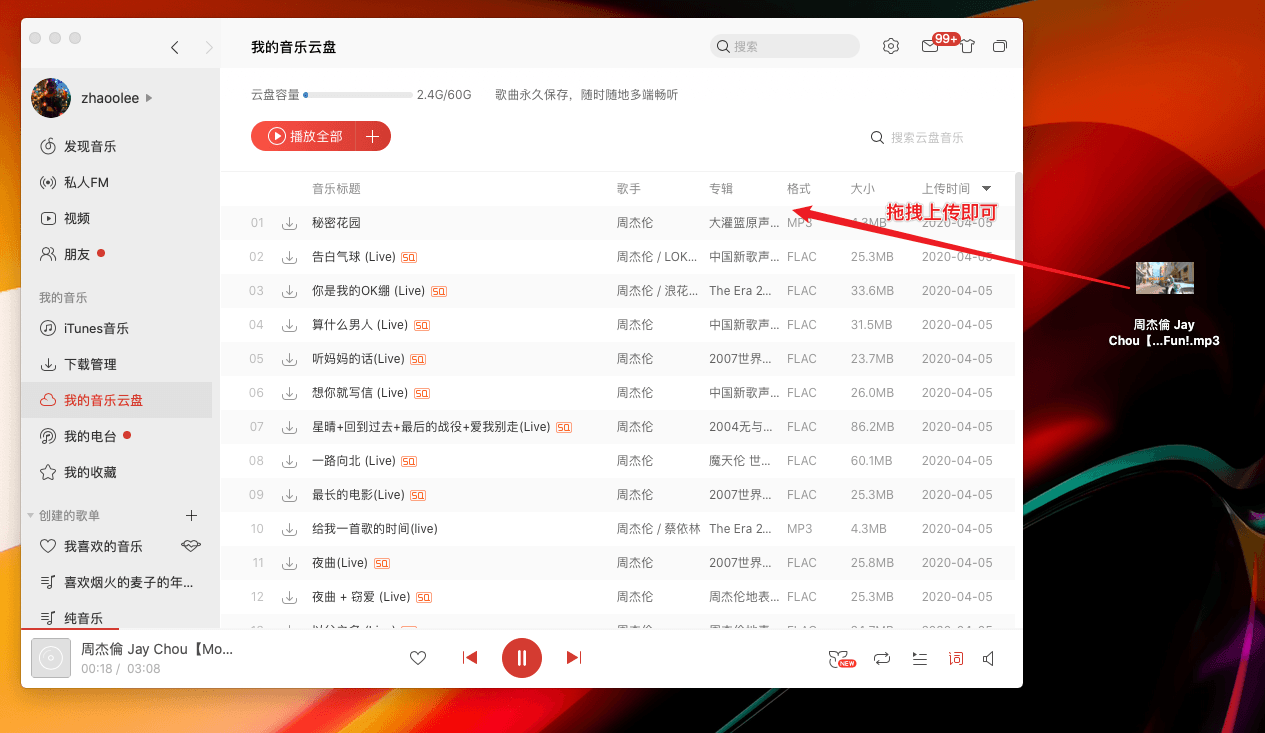 我的音乐云盘
搜索
99+
zhaoolee
发现音乐
私人FM
视频
朋友
我的音乐
iTunes音乐
下载管理
我的音乐云盘
我的电台
我的收藏
创建的歌单
我喜欢的音乐
喜欢烟火的麦子的年...
纯音乐
云盘容量 2.4G/60G 歌曲永久保存，随时随地多端畅听
播放全部
搜索云盘音乐
音乐标题 歌手 专辑 格式 大小 上传时间
拖拽上传即可
01 秘密花园 周杰伦 大灌篮原声... MP3
02 告白气球 (Live) SQ 周杰伦 / LOK... 中国新歌声... FLAC 25.3MB 2020-04-05
03 你是我的OK绷 (Live) SQ 周杰伦 / 浪花... The Era 2... FLAC 33.6MB 2020-04-05
04 算什么男人 (Live) SQ 周杰伦 中国新歌声... FLAC 31.5MB 2020-04-05
05 听妈妈的话(Live) SQ 周杰伦 2007世界... FLAC 23.7MB 2020-04-05
06 想你就写信 (Live) SQ 周杰伦 中国新歌声... FLAC 26.0MB 2020-04-05
07 星晴+回到过去+最后的战役+爱我别走(Live) SQ 周杰伦 2004无与... FLAC 86.2MB 2020-04-05
08 一路向北 (Live) SQ 周杰伦 魔天伦 世... FLAC 60.1MB 2020-04-05
09 最长的电影(Live) SQ 周杰伦 2007世界... FLAC 25.3MB 2020-04-05
10 给我一首歌的时间(live) 周杰伦 / 蔡依林 The Era 2... MP3 4.3MB 2020-04-05
11 夜曲(Live) SQ 周杰伦 2007世界... FLAC 25.8MB 2020-04-05
12 夜曲 + 窃爱 (Live) SQ 周杰伦 周杰伦地表... FLAC 25.3MB 2020-04-05
周杰倫 Jay
Chou【...Fun!.mp3
周杰倫 Jay Chou【Mo...
00:18 / 03:08
NEW
词